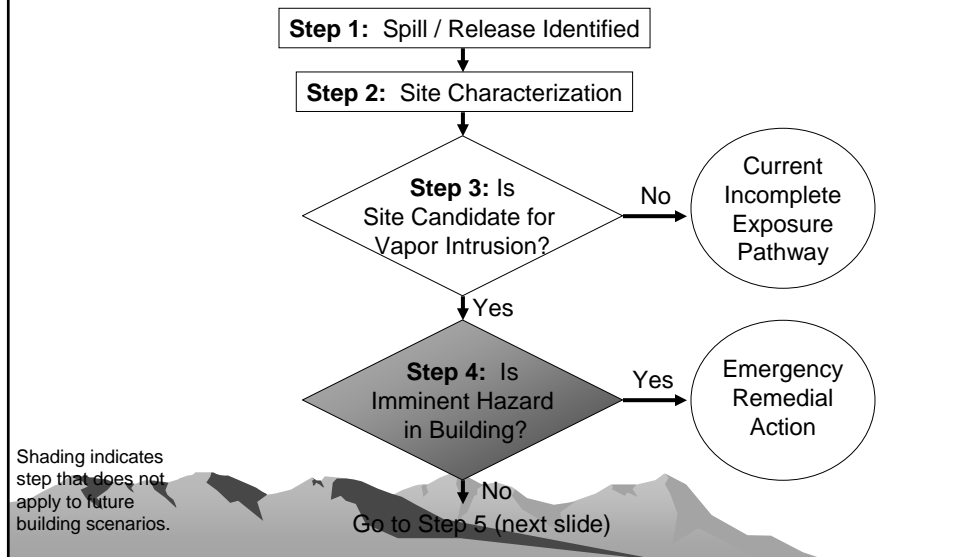 Step 1: Spill / Release Identified
Step 2: Site Characterization
Step 3: Is
Site Candidate for
Vapor Intrusion?
No
Current
Incomplete
Exposure
Pathway
Yes
Step 4: Is
Imminent Hazard
in Building?
Yes
Emergency
Remedial
Action
Shading indicates
step that does not
apply to future
building scenarios.
No
Go to Step 5 (next slide)